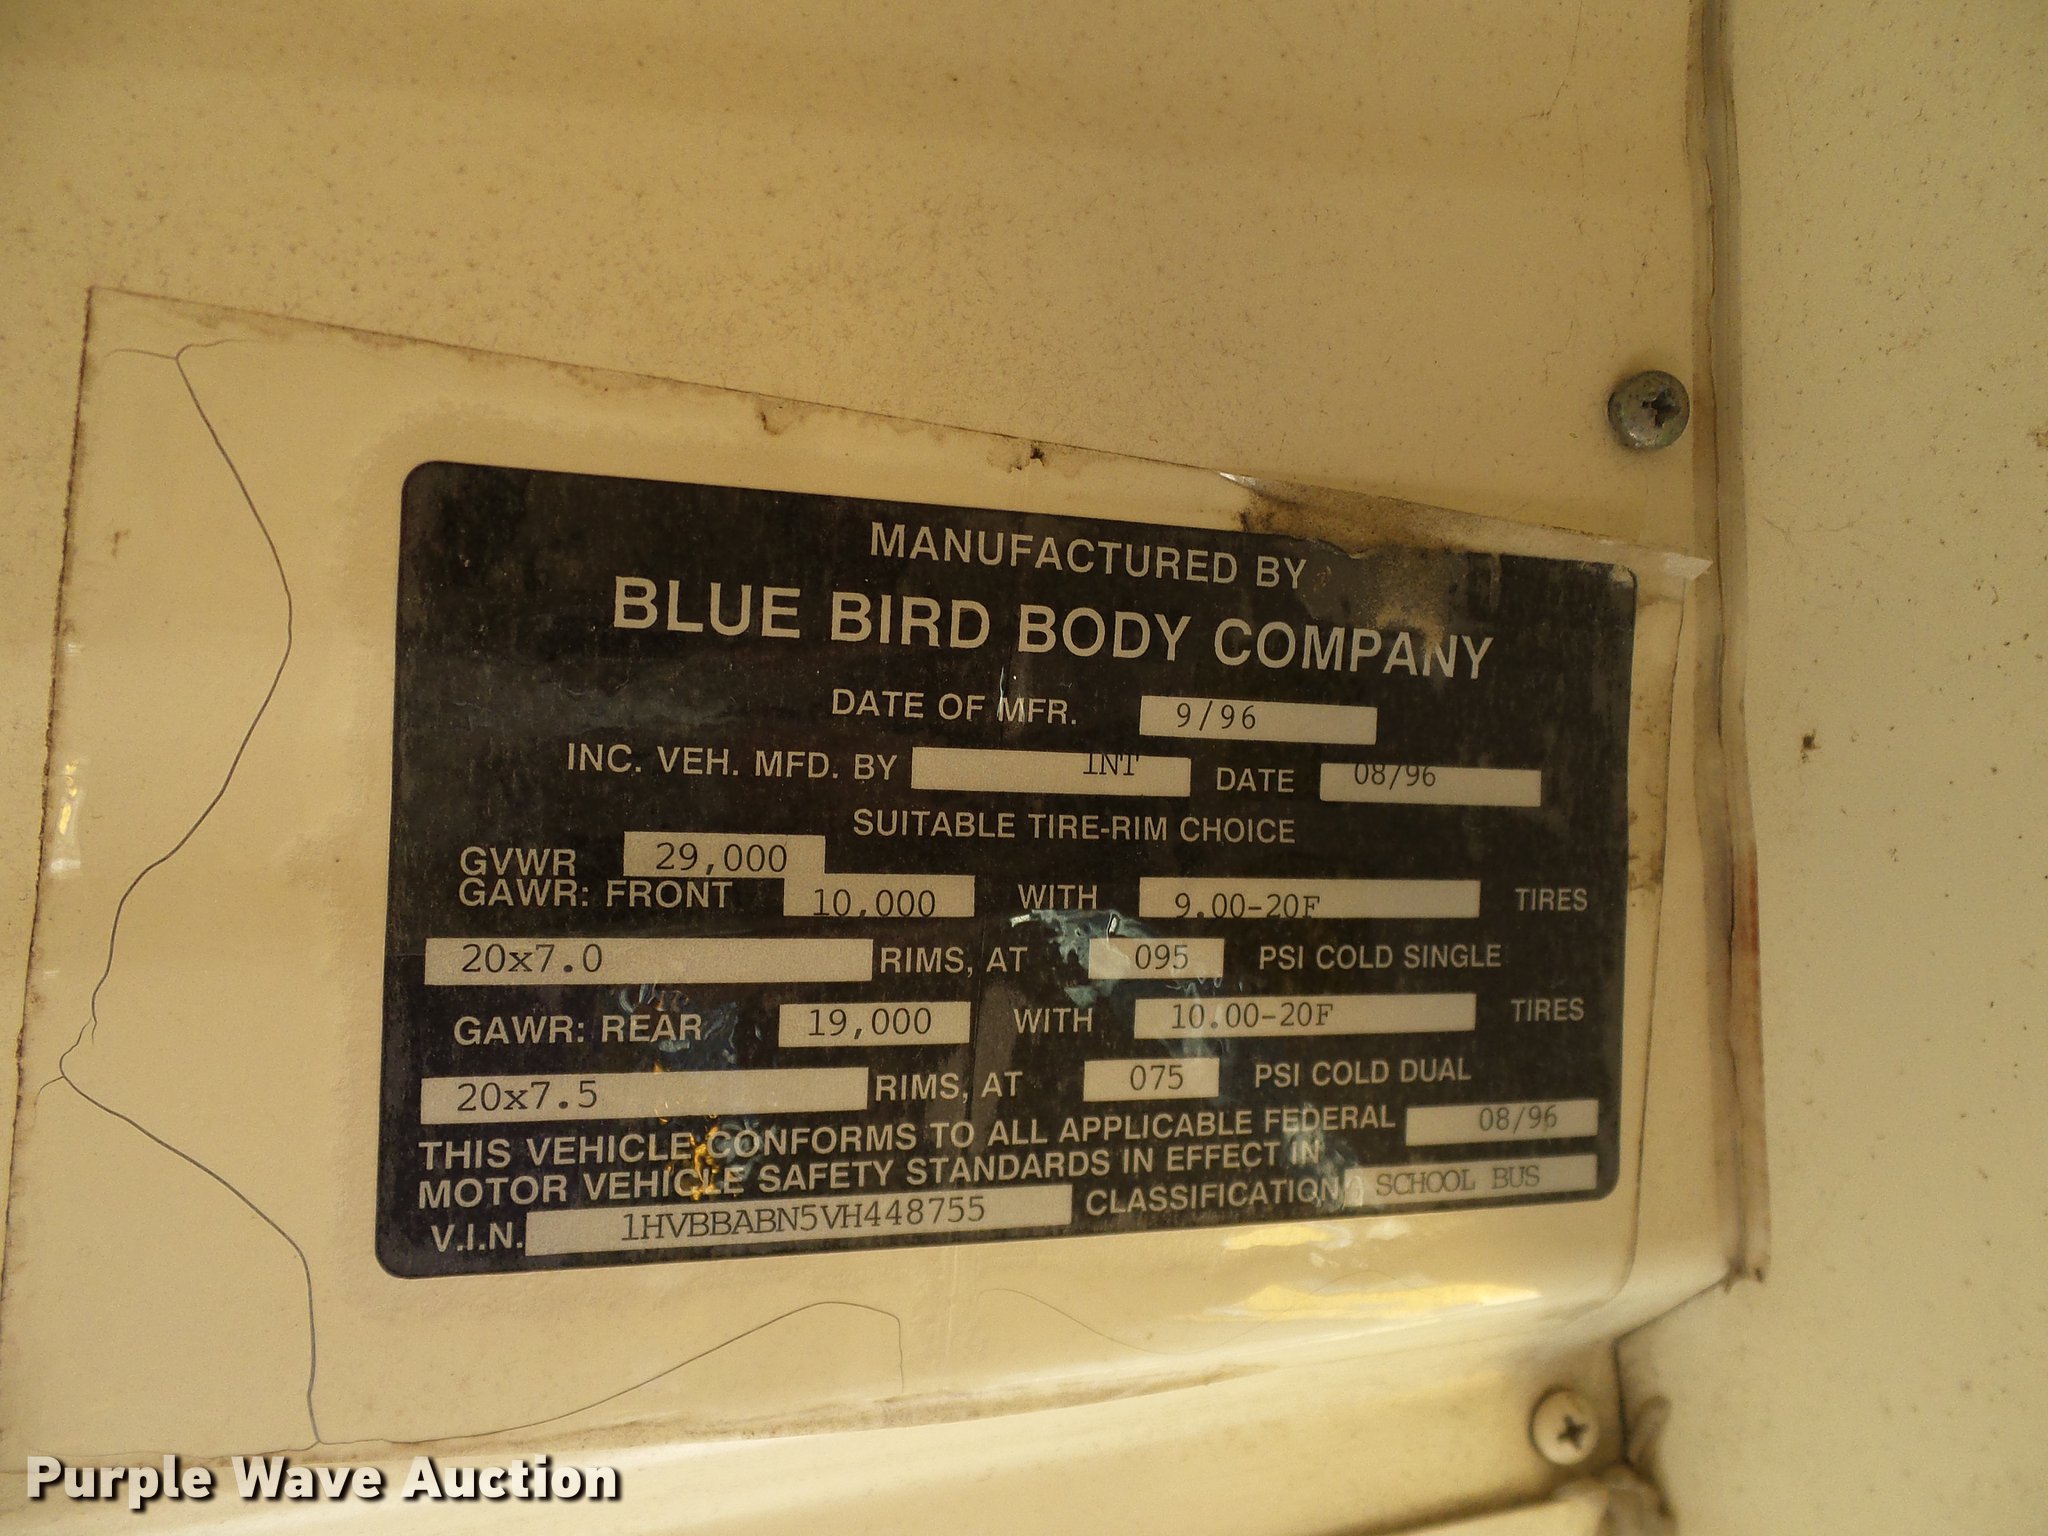 MANUFACTURED BY
BLUE BIRD BODY COMPANY
DATE OF MFR. 9/96
INC. VEH. MFD. BY INT DATE 08/96
SUITABLE TIRE-RIM CHOICE
GVWR 29,000
GAWR: FRONT 10,000 WITH 9.00-20F TIRES
20x7.0 RIMS, AT 095 PSI COLD SINGLE
GAWR: REAR 19,000 WITH 10.00-20F TIRES
20x7.5 RIMS, AT 075 PSI COLD DUAL
THIS VEHICLE CONFORMS TO ALL APPLICABLE FEDERAL 08/96
MOTOR VEHICLE SAFETY STANDARDS IN EFFECT IN
V.I.N. 1HVBBABN5VH448755 CLASSIFICATION SCHOOL BUS
Purple Wave Auction